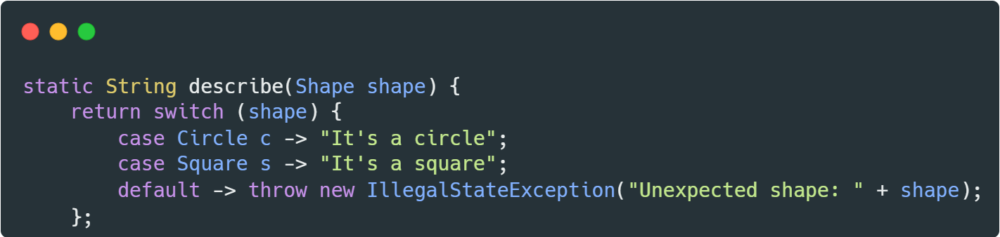 static String describe(Shape shape) {
    return switch (shape) {
        case Circle c -> "It's a circle";
        case Square s -> "It's a square";
        default -> throw new IllegalStateException("Unexpected shape: " + shape);
    };